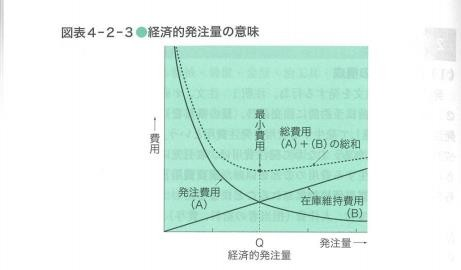 図表4-2-3●経済的発注量の意味
↑費用
最小費用
総費用
(A)+(B)の総和
発注費用
(A)
在庫維持費用
(B)
Q
経済的発注量
発注量→